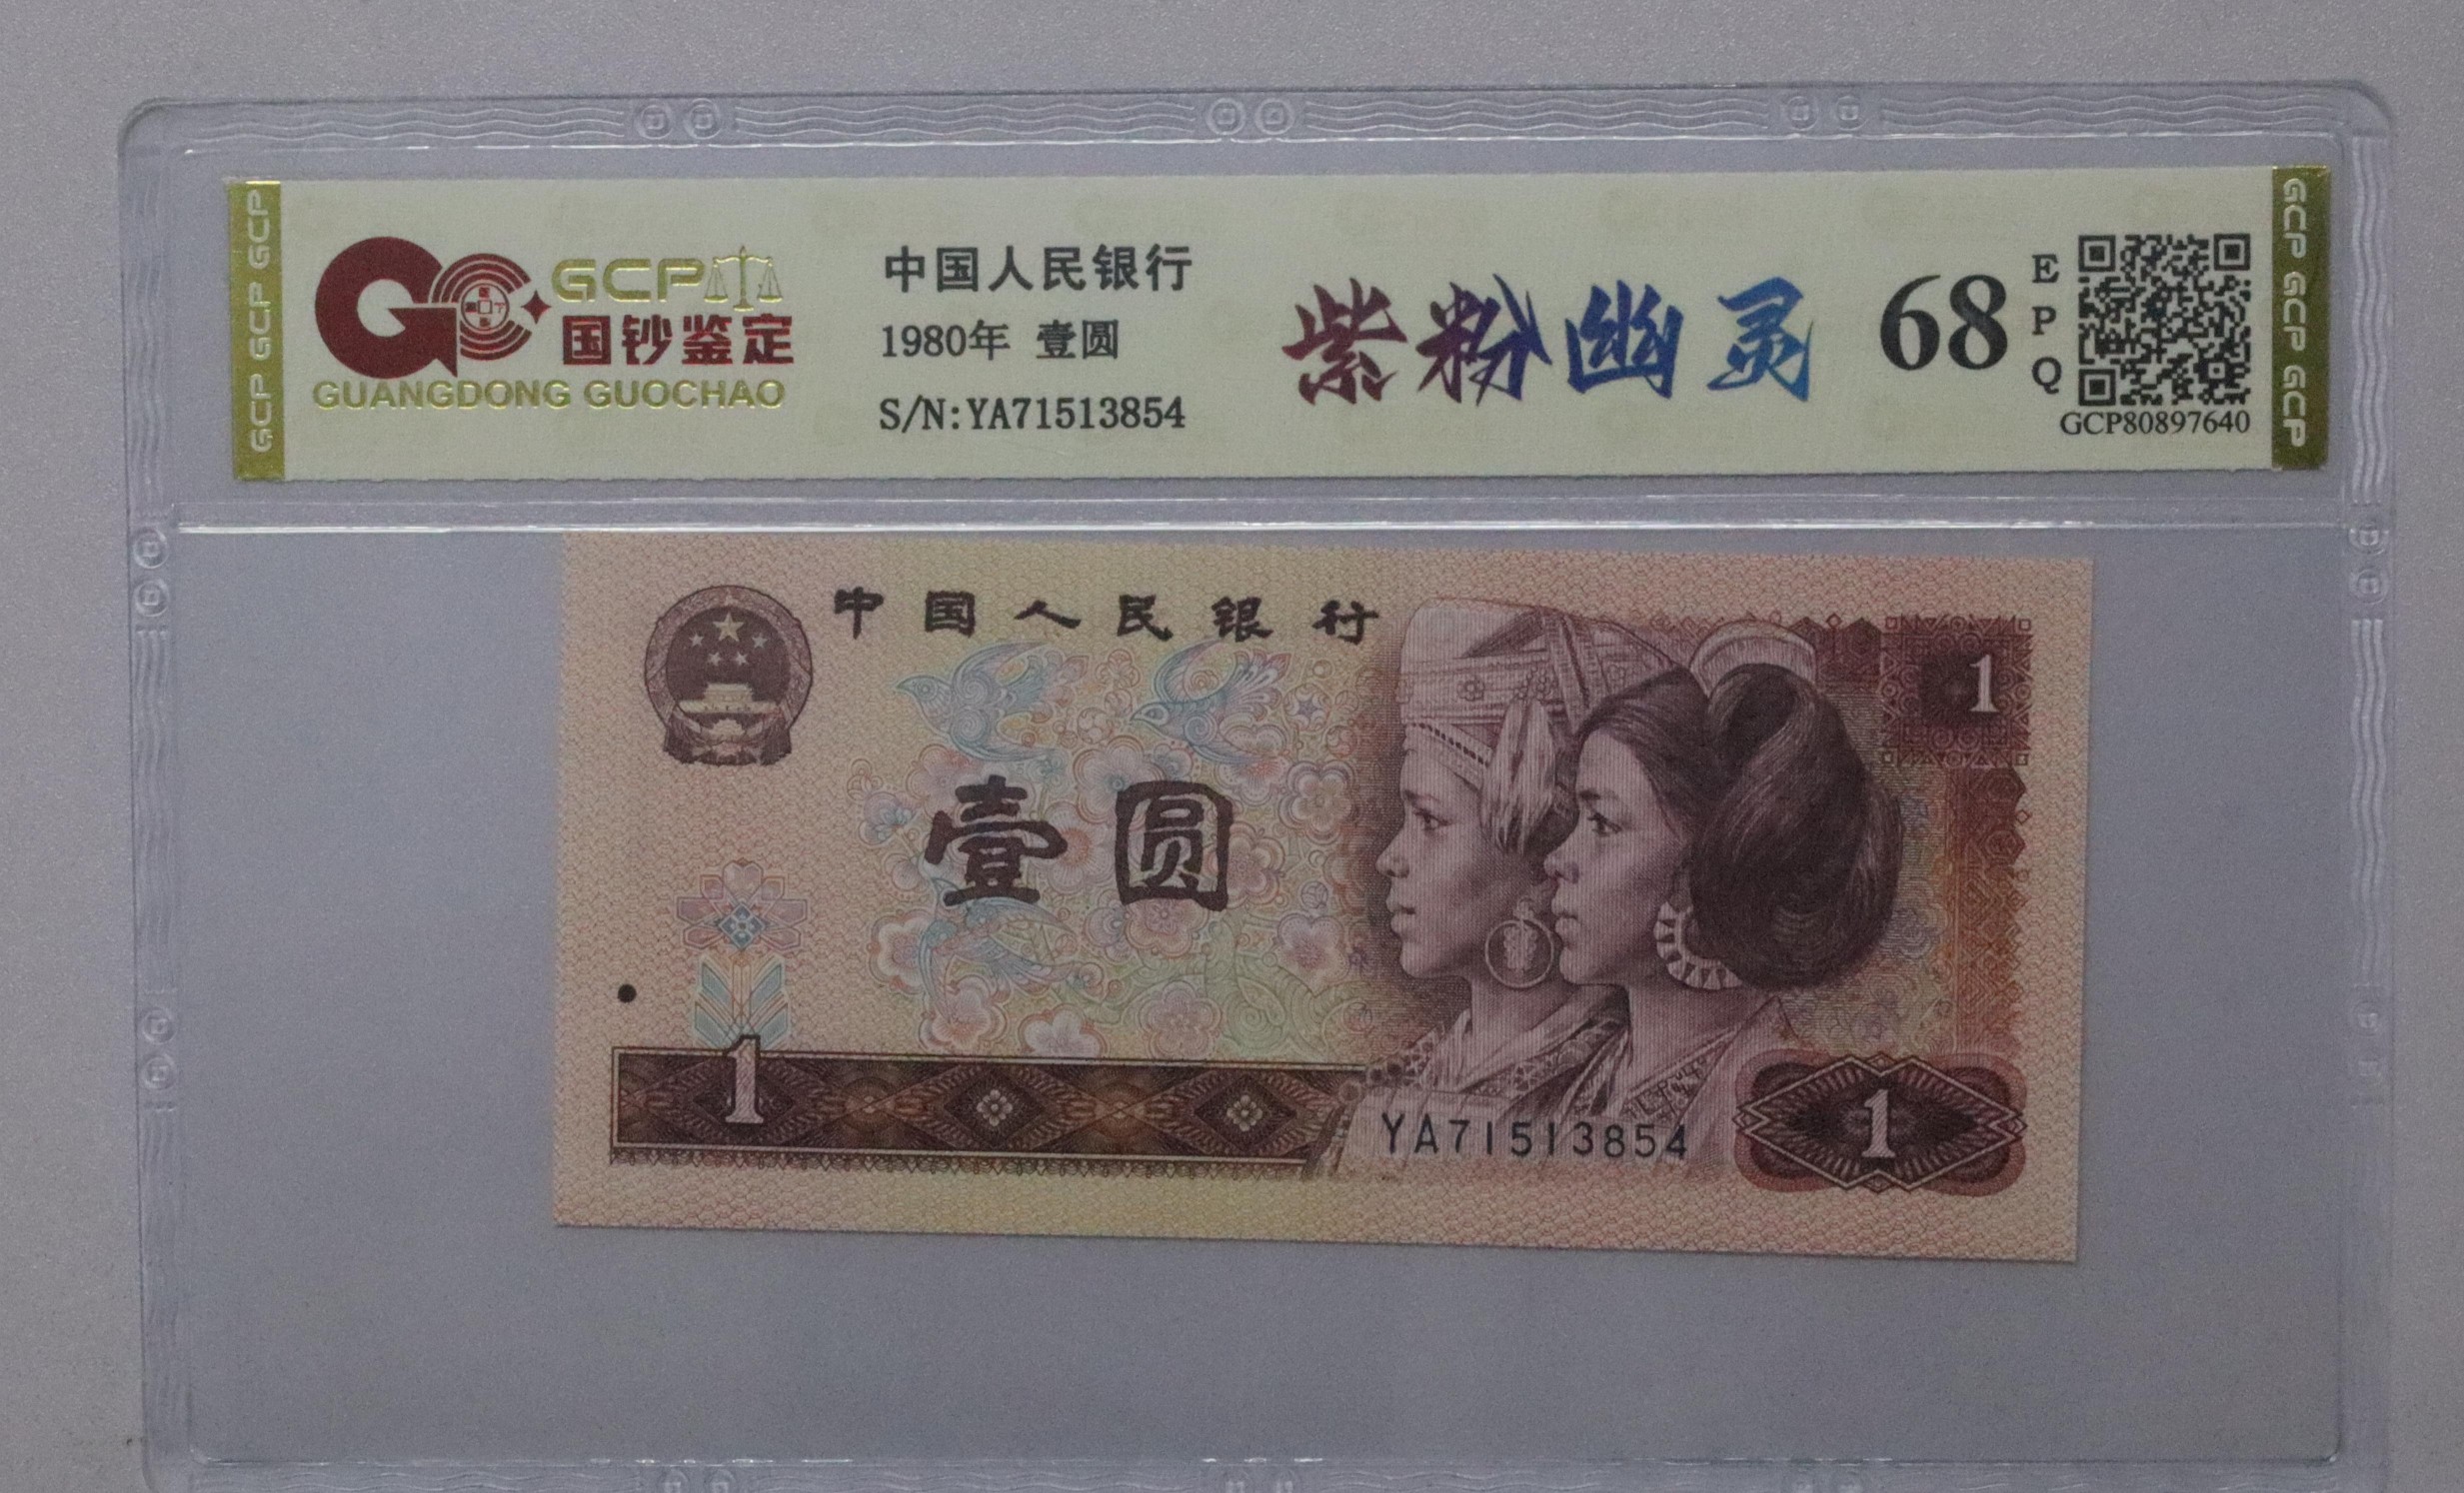 GCP GCP GCP
GCP
国钞鉴定
GUANGDONG GUOCHAO
中国人民银行
1980年 壹圆
S/N:YA71513854
紫粉幽灵
68
EPQ
GCP80897640
GCP GCP GCP
中国人民银行
1
壹圆
1
YA71513854
1